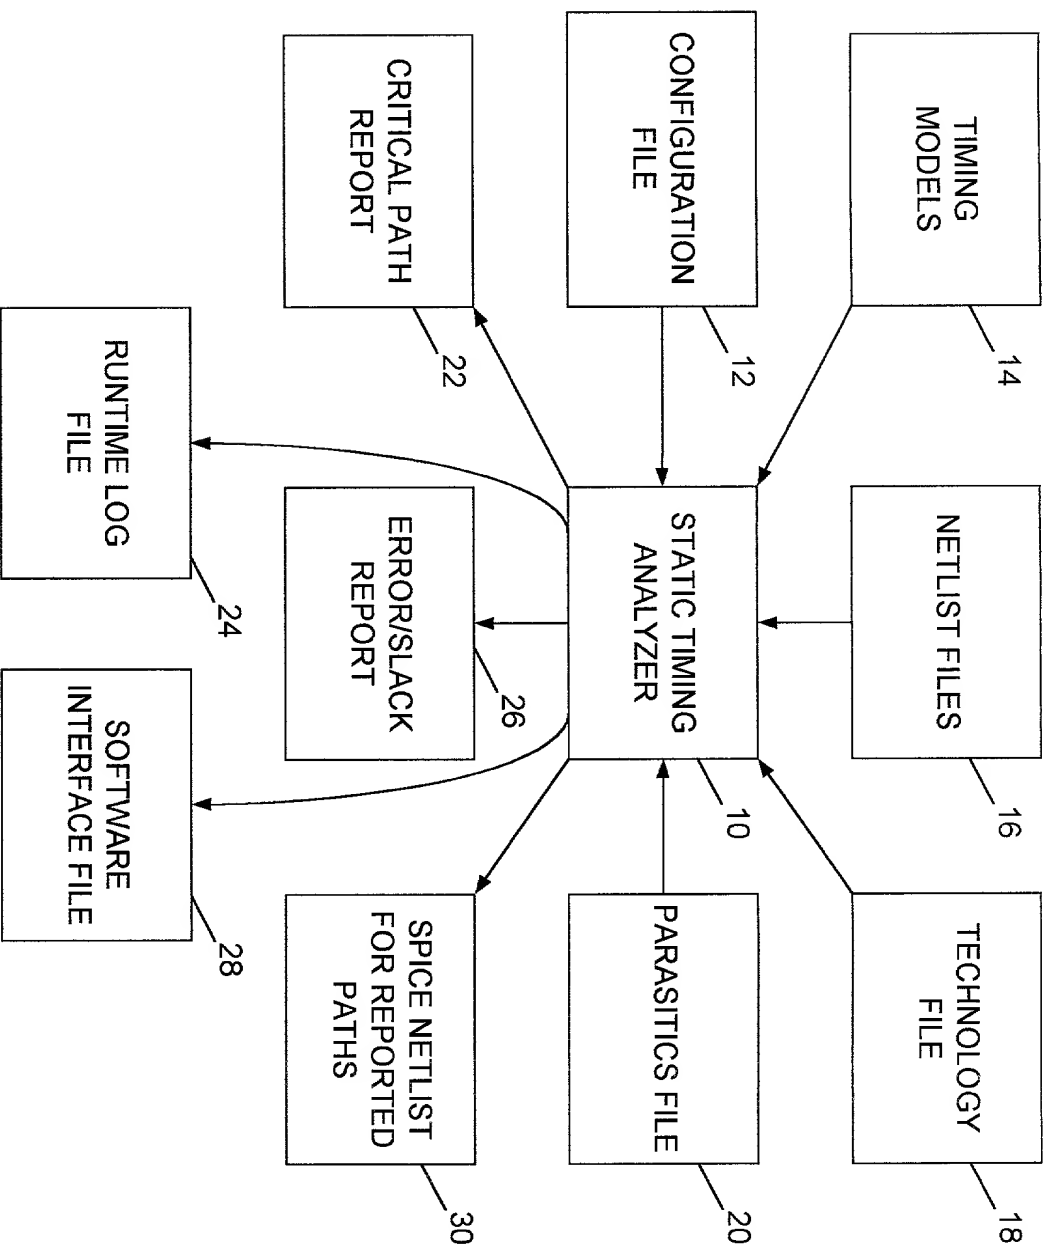 TIMING
MODELS
14
NETLIST FILES
16
TECHNOLOGY
FILE
18
CONFIGURATION
FILE
12
STATIC TIMING
ANALYZER
10
PARASITICS FILE
20
CRITICAL PATH
REPORT
22
ERROR/SLACK
REPORT
26
SPICE NETLIST
FOR REPORTED
PATHS
30
RUNTIME LOG
FILE
24
SOFTWARE
INTERFACE FILE
28